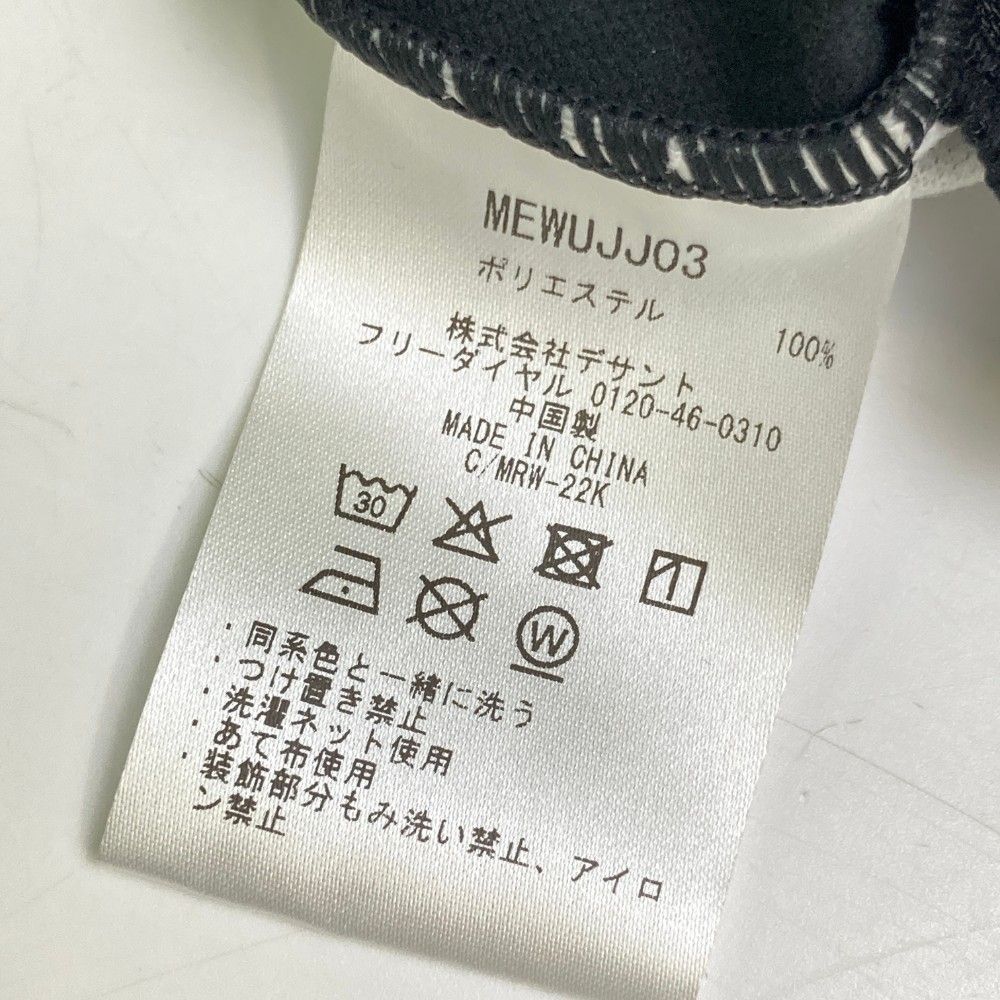 MEWUJJ03
ポリエステル 100%
株式会社デサント
フリーダイヤル 0120-46-0310
中国製
MADE IN CHINA
C/MRW-22K
30
W
・同系色と一緒に洗う
・つけ置き禁止
・洗濯ネット使用
・あて布使用
・装飾部分もみ洗い禁止、アイロ
ン禁止